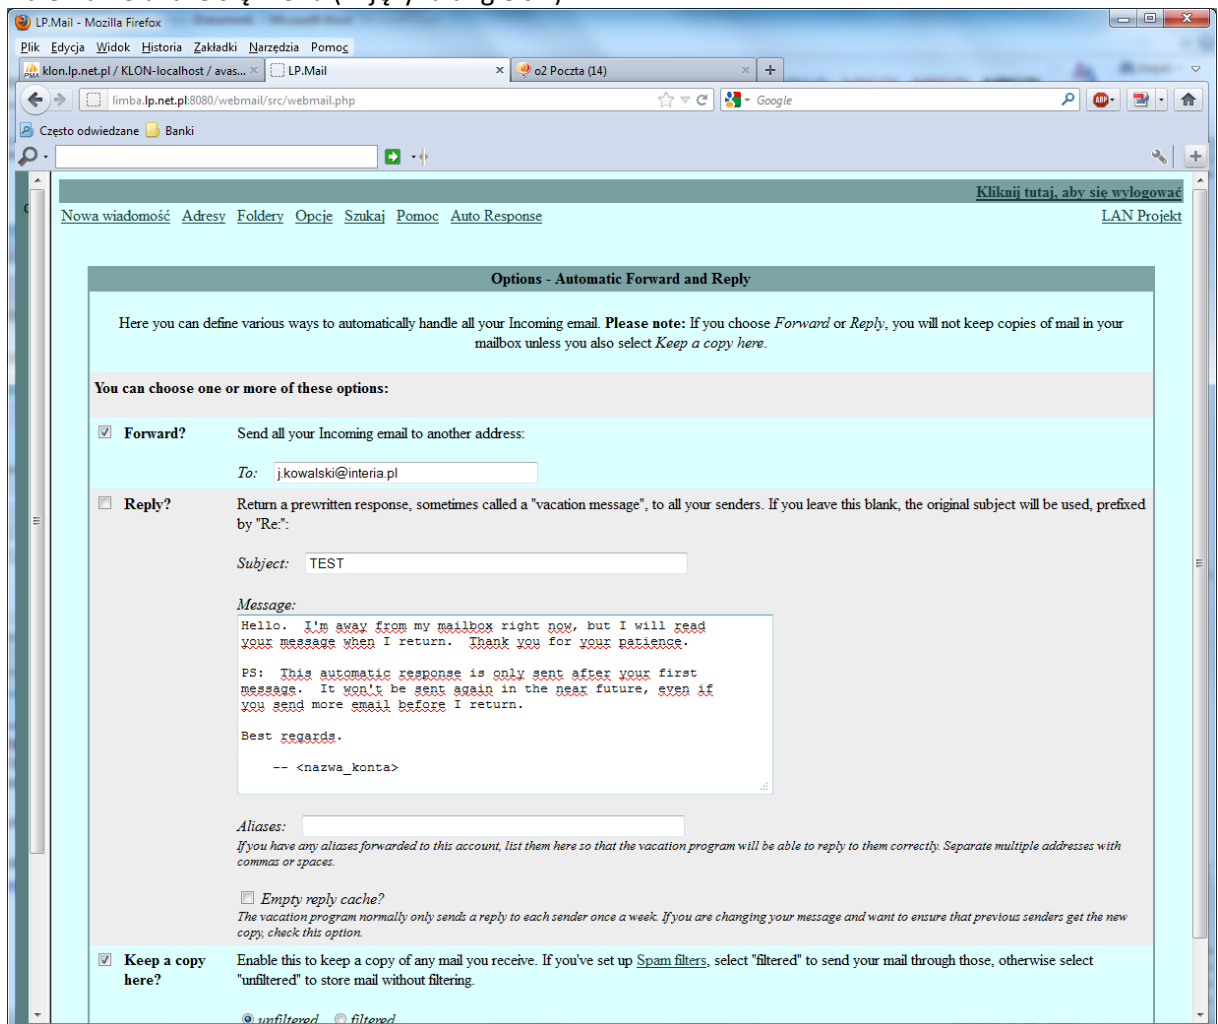 LP.Mail - Mozilla Firefox
Plik Edycja Widok Historia Zakładki Narzędzia Pomoc
klon.lp.net.pl / KLON-localhost / avas... LP.Mail o2 Poczta (14)
limba.lp.net.pl:8080/webmail/src/webmail.php Google
Często odwiedzane Banki
Kliknij tutaj, aby się wylogować
Nowa wiadomość Adresy Foldery Opcje Szukaj Pomoc Auto Response LAN Projekt
Options - Automatic Forward and Reply
Here you can define various ways to automatically handle all your Incoming email. Please note: If you choose Forward or Reply, you will not keep copies of mail in your
mailbox unless you also select Keep a copy here.
You can choose one or more of these options:
Forward? Send all your Incoming email to another address:
To: j.kowalski@interia.pl
Reply? Return a prewritten response, sometimes called a "vacation message", to all your senders. If you leave this blank, the original subject will be used, prefixed
by "Re:":
Subject: TEST
Message:
Hello. I'm away from my mailbox right now, but I will read
your message when I return. Thank you for your patience.
PS: This automatic response is only sent after your first
message. It won't be sent again in the near future, even if
you send more email before I return.
Best regards.
-- <nazwa_konta>
Aliases:
If you have any aliases forwarded to this account, list them here so that the vacation program will be able to reply to them correctly. Separate multiple addresses with
commas or spaces.
Empty reply cache?
The vacation program normally only sends a reply to each sender once a week. If you are changing your message and want to ensure that previous senders get the new
copy, check this option.
Keep a copy Enable this to keep a copy of any mail you receive. If you've set up Spam filters, select "filtered" to send your mail through those, otherwise select
here? "unfiltered" to store mail without filtering.
unfiltered filtered